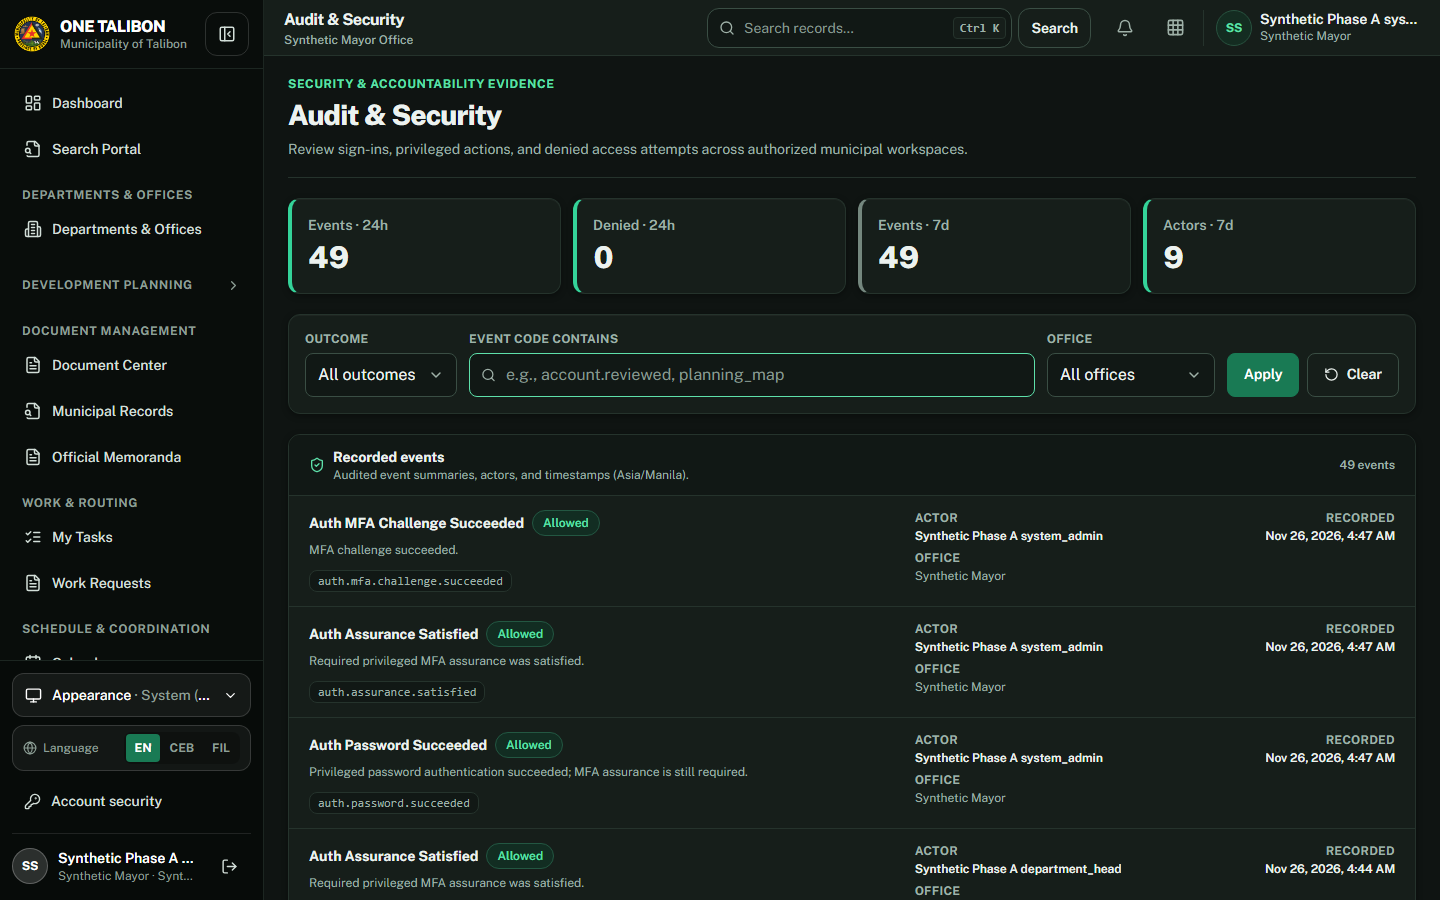 ONE TALIBON
Municipality of Talibon
Dashboard
Search Portal
DEPARTMENTS & OFFICES
Departments & Offices
DEVELOPMENT PLANNING
DOCUMENT MANAGEMENT
Document Center
Municipal Records
Official Memoranda
WORK & ROUTING
My Tasks
Work Requests
SCHEDULE & COORDINATION
Appearance · System (...
Language EN CEB FIL
Account security
SS Synthetic Phase A ...
Synthetic Mayor · Synt...
Audit & Security
Synthetic Mayor Office
Search records... Ctrl K Search
SS Synthetic Phase A sys...
Synthetic Mayor
SECURITY & ACCOUNTABILITY EVIDENCE
Audit & Security
Review sign-ins, privileged actions, and denied access attempts across authorized municipal workspaces.
Events · 24h
49
Denied · 24h
0
Events · 7d
49
Actors · 7d
9
OUTCOME
All outcomes
EVENT CODE CONTAINS
e.g., account.reviewed, planning_map
OFFICE
All offices
Apply
Clear
Recorded events
Audited event summaries, actors, and timestamps (Asia/Manila).
49 events
Auth MFA Challenge Succeeded Allowed
MFA challenge succeeded.
auth.mfa.challenge.succeeded
ACTOR
Synthetic Phase A system_admin
OFFICE
Synthetic Mayor
RECORDED
Nov 26, 2026, 4:47 AM
Auth Assurance Satisfied Allowed
Required privileged MFA assurance was satisfied.
auth.assurance.satisfied
ACTOR
Synthetic Phase A system_admin
OFFICE
Synthetic Mayor
RECORDED
Nov 26, 2026, 4:47 AM
Auth Password Succeeded Allowed
Privileged password authentication succeeded; MFA assurance is still required.
auth.password.succeeded
ACTOR
Synthetic Phase A system_admin
OFFICE
Synthetic Mayor
RECORDED
Nov 26, 2026, 4:47 AM
Auth Assurance Satisfied Allowed
Required privileged MFA assurance was satisfied.
ACTOR
Synthetic Phase A department_head
OFFICE
RECORDED
Nov 26, 2026, 4:44 AM